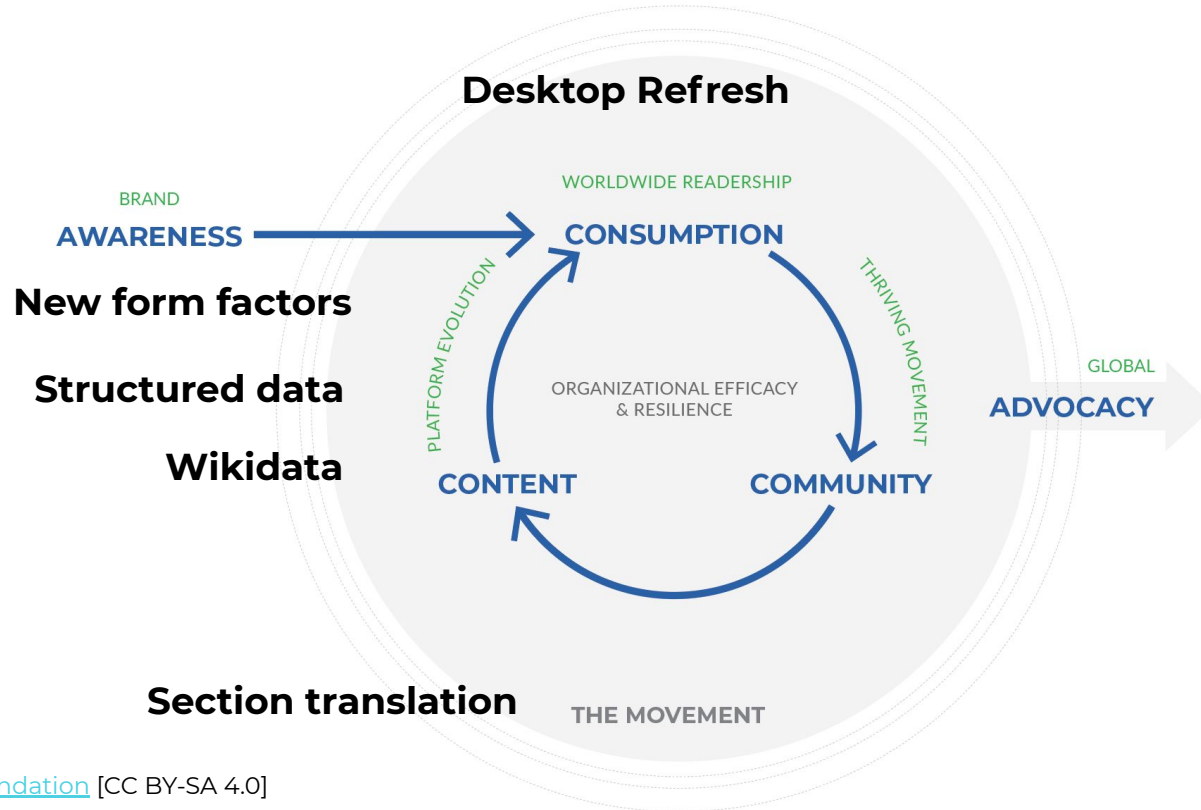 Desktop Refresh
WORLDWIDE READERSHIP
BRAND
AWARENESS
CONSUMPTION
New form factors
PLATFORM EVOLUTION
THRIVING MOVEMENT
Structured data
ORGANIZATIONAL EFFICACY
& RESILIENCE
GLOBAL
ADVOCACY
Wikidata
CONTENT
COMMUNITY
Section translation
THE MOVEMENT
ndation [CC BY-SA 4.0]